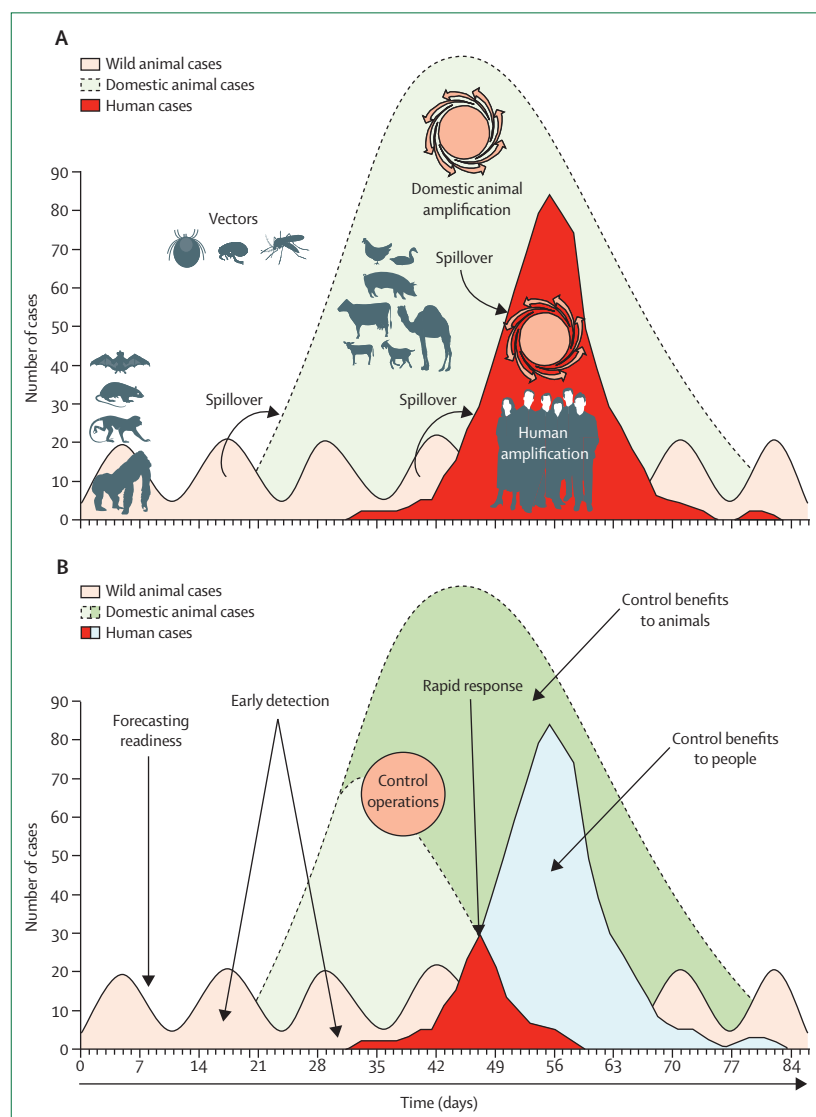 A
Wild animal cases
Domestic animal cases
Human cases
90
80
70
60
50
40
30
20
10
0
Number of cases
Vectors
Domestic animal
amplification
Spillover
Spillover
Spillover
Human
amplification
B
Wild animal cases
Domestic animal cases
Human cases
Control benefits
to animals
Rapid response
Early detection
Forecasting
readiness
Control benefits
to people
Control
operations
90
80
70
60
50
40
30
20
10
0
Number of cases
0 7 14 21 28 35 42 49 56 63 70 77 84
Time (days)